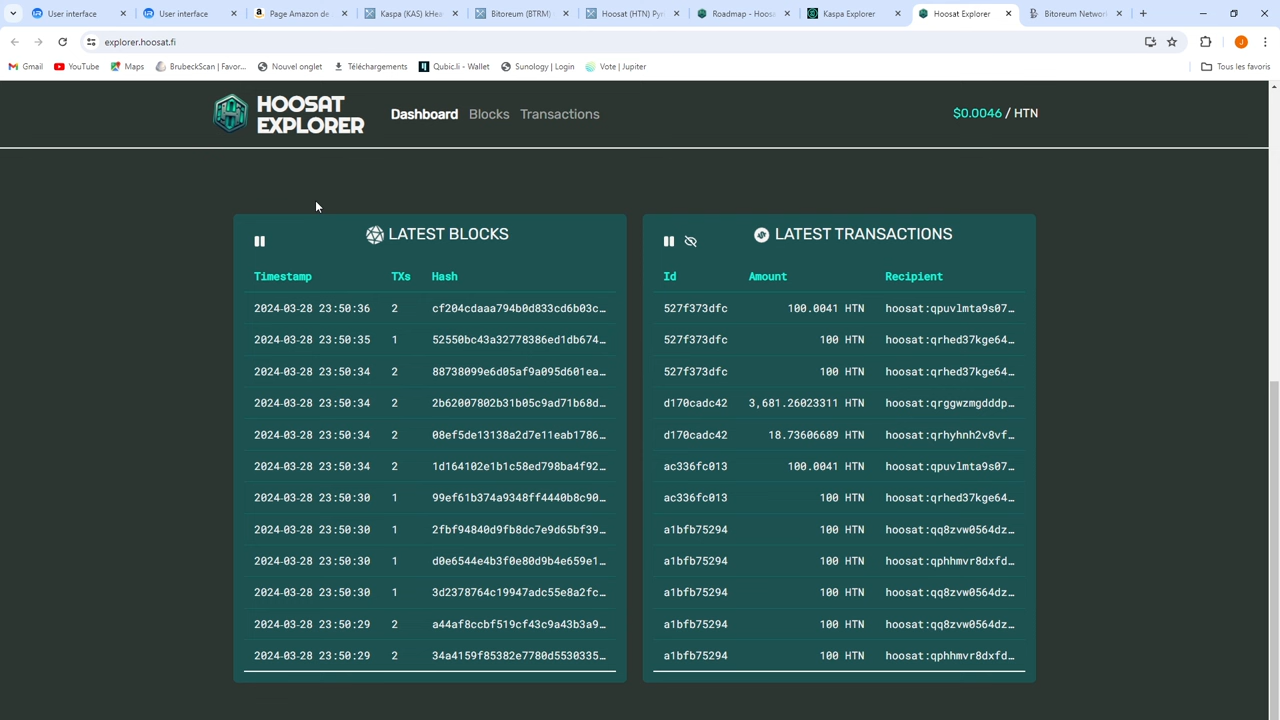 User interface
User interface
Page Amazon de
Kaspa (KAS) kHea
Bitoreum (BTRM)
Hoosat (HTN) Pyr
Roadmap - Hoosa
Kaspa Explorer
Hoosat Explorer
Bitoreum Network
explorer.hoosat.fi
J
Gmail
YouTube
Maps
BrubeckScan | Favor...
Nouvel onglet
Téléchargements
Qubic.li - Wallet
Sunology | Login
Vote | Jupiter
Tous les favoris
HOOSAT
EXPLORER
Dashboard
Blocks
Transactions
$0.0046 / HTN
LATEST BLOCKS
Timestamp TXs Hash
2024-03-28 23:50:36 2 cf204cdaaa794b0d833cd6b03c…
2024-03-28 23:50:35 1 52550bc43a32778386ed1db674…
2024-03-28 23:50:34 2 88738099e6d05af9a095d601ea…
2024-03-28 23:50:34 2 2b62007802b31b05c9ad71b68d…
2024-03-28 23:50:34 2 08ef5de13138a2d7e11eab1786…
2024-03-28 23:50:34 2 1d164102e1b1c58ed798ba4f92…
2024-03-28 23:50:30 1 99ef61b374a9348ff4440b8c90…
2024-03-28 23:50:30 1 2fbf94840d9fb8dc7e9d65bf39…
2024-03-28 23:50:30 1 d0e6544e4b3f0e80d9b4e659e1…
2024-03-28 23:50:30 1 3d2378764c19947adc55e8a2fc…
2024-03-28 23:50:29 2 a44af8ccbf519cf43c9a43b3a9…
2024-03-28 23:50:29 2 34a4159f85382e7780d5530335…
LATEST TRANSACTIONS
Id Amount Recipient
527f373dfc 100.0041 HTN hoosat:qpuvlmta9s07…
527f373dfc 100 HTN hoosat:qrhed37kge64…
527f373dfc 100 HTN hoosat:qrhed37kge64…
d170cadc42 3,681.26023311 HTN hoosat:qrggwzmgdddp…
d170cadc42 18.73606689 HTN hoosat:qrhyhnh2v8vf…
ac336fc013 100.0041 HTN hoosat:qpuvlmta9s07…
ac336fc013 100 HTN hoosat:qrhed37kge64…
a1bfb75294 100 HTN hoosat:qq8zvw0564dz…
a1bfb75294 100 HTN hoosat:qphhmvr8dxfd…
a1bfb75294 100 HTN hoosat:qq8zvw0564dz…
a1bfb75294 100 HTN hoosat:qq8zvw0564dz…
a1bfb75294 100 HTN hoosat:qphhmvr8dxfd…